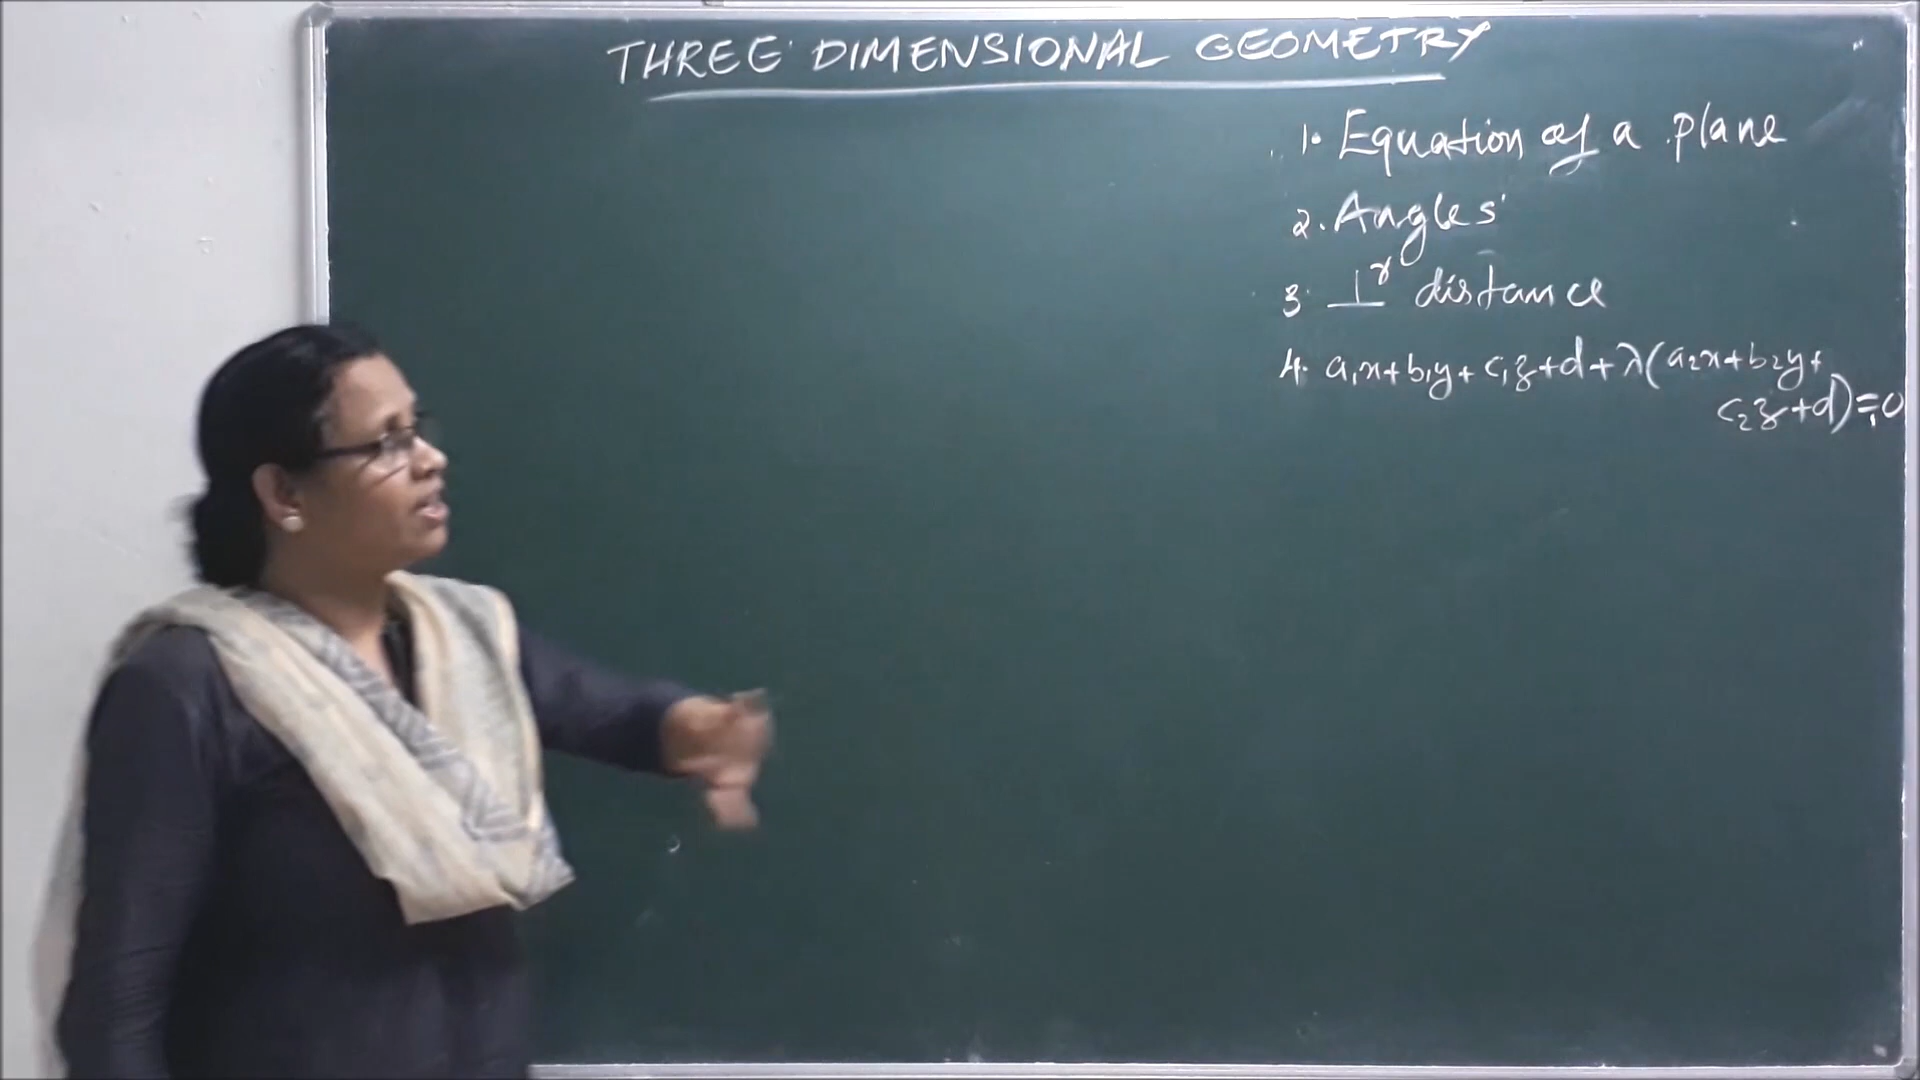 THREE DIMENSIONAL GEOMETRY
1. Equation of a plane
2. Angles
3. ⊥r distance
4. a₁x+b₁y+c₁z+d+λ(a₂x+b₂y+
c₂z+d)=0